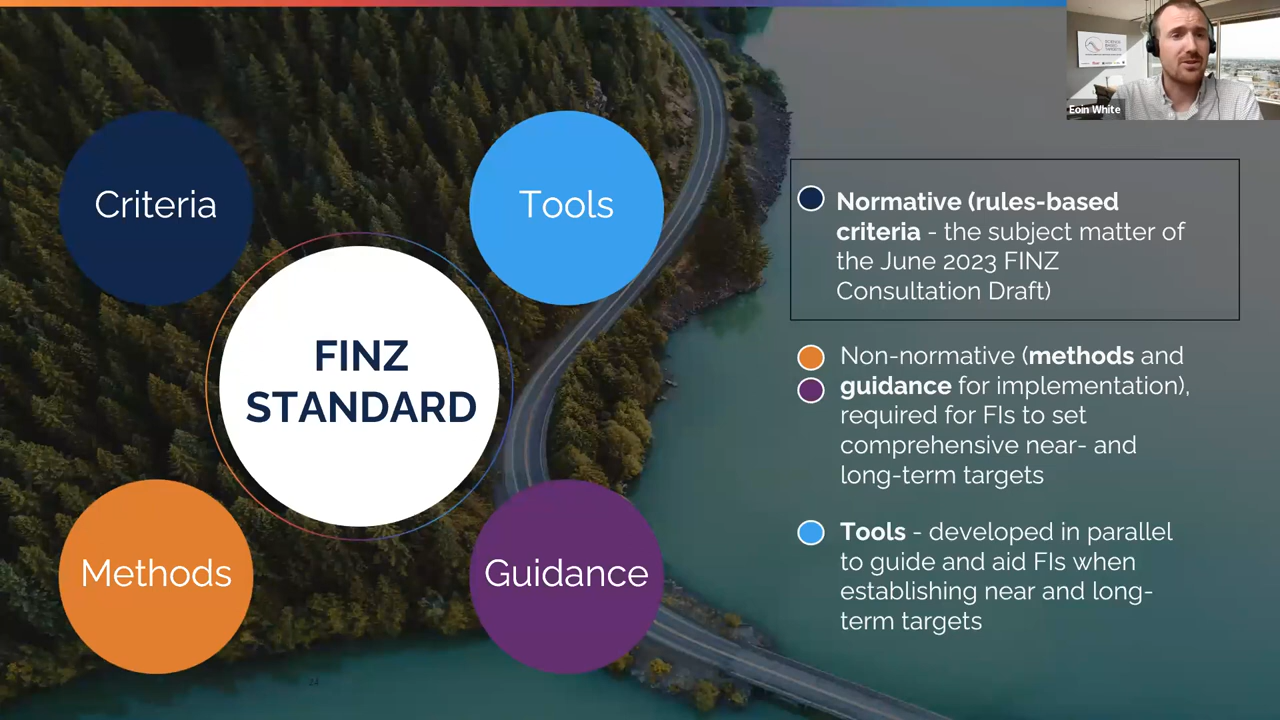 Eoin White
Criteria
Tools
FINZ
STANDARD
Methods
Guidance
Normative (rules-based
criteria - the subject matter of
the June 2023 FINZ
Consultation Draft)
Non-normative (methods and
guidance for implementation),
required for FIs to set
comprehensive near- and
long-term targets
Tools - developed in parallel
to guide and aid FIs when
establishing near and long-
term targets
24